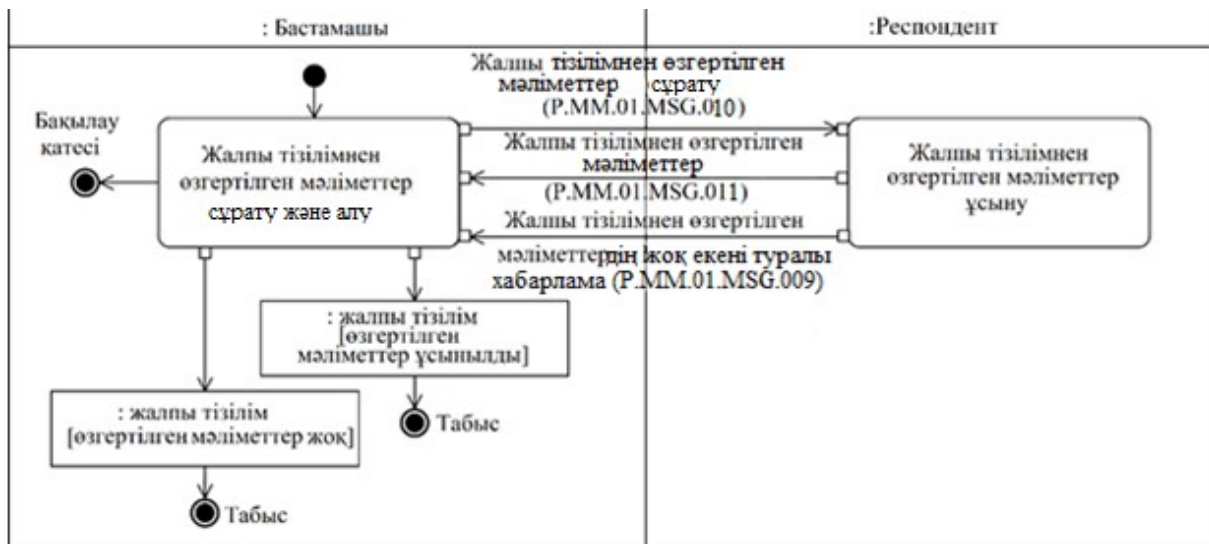 : Бастамашы
:Респондент
Жалпы тізілімнен өзгертілген
мәліметтер сұрату
(P.MM.01.MSG.010)
Бақылау
қатесі
Жалпы тізілімнен
өзгертілген мәліметтер
сұрату және алу
Жалпы тізілімнен өзгертілген
мәліметтер
(P.MM.01.MSG.011)
Жалпы тізілімнен
өзгертілген мәліметтер
ұсыну
Жалпы тізілімнен өзгертілген
мәліметтердің жоқ екені туралы
хабарлама (P.MM.01.MSG.009)
: жалпы тізілім
[өзгертілген
мәліметтер ұсынылды]
Табыс
: жалпы тізілім
[өзгертілген мәліметтер жоқ]
Табыс